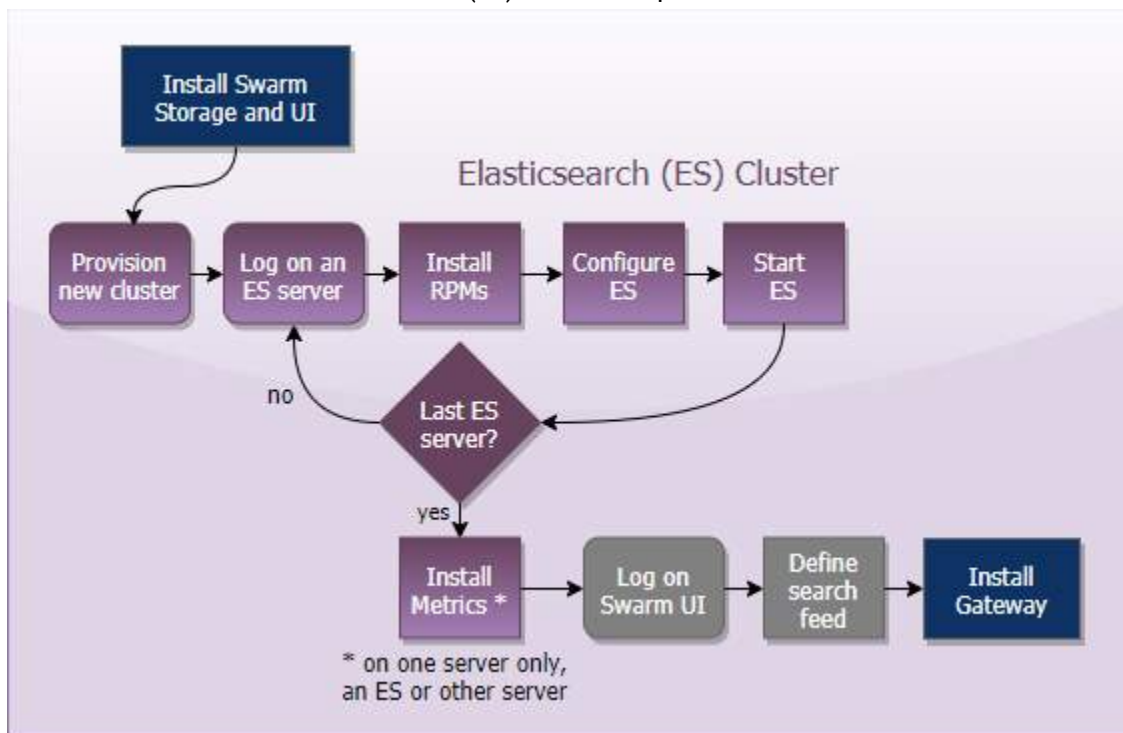 Install Swarm
Storage and UI
Elasticsearch (ES) Cluster
Provision
new cluster
Log on an
ES server
Install
RPMs
Configure
ES
Start
ES
no
Last ES
server?
yes
Install
Metrics *
Log on
Swarm UI
Define
search
feed
Install
Gateway
* on one server only,
an ES or other server